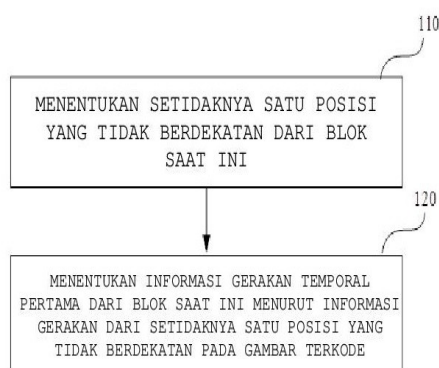 110
MENENTUKAN SETIDAKNYA SATU POSISI
YANG TIDAK BERDEKATAN DARI BLOK
SAAT INI
120
MENENTUKAN INFORMASI GERAKAN TEMPORAL
PERTAMA DARI BLOK SAAT INI MENURUT INFORMASI
GERAKAN DARI SETIDAKNYA SATU POSISI YANG
TIDAK BERDEKATAN PADA GAMBAR TERKODE